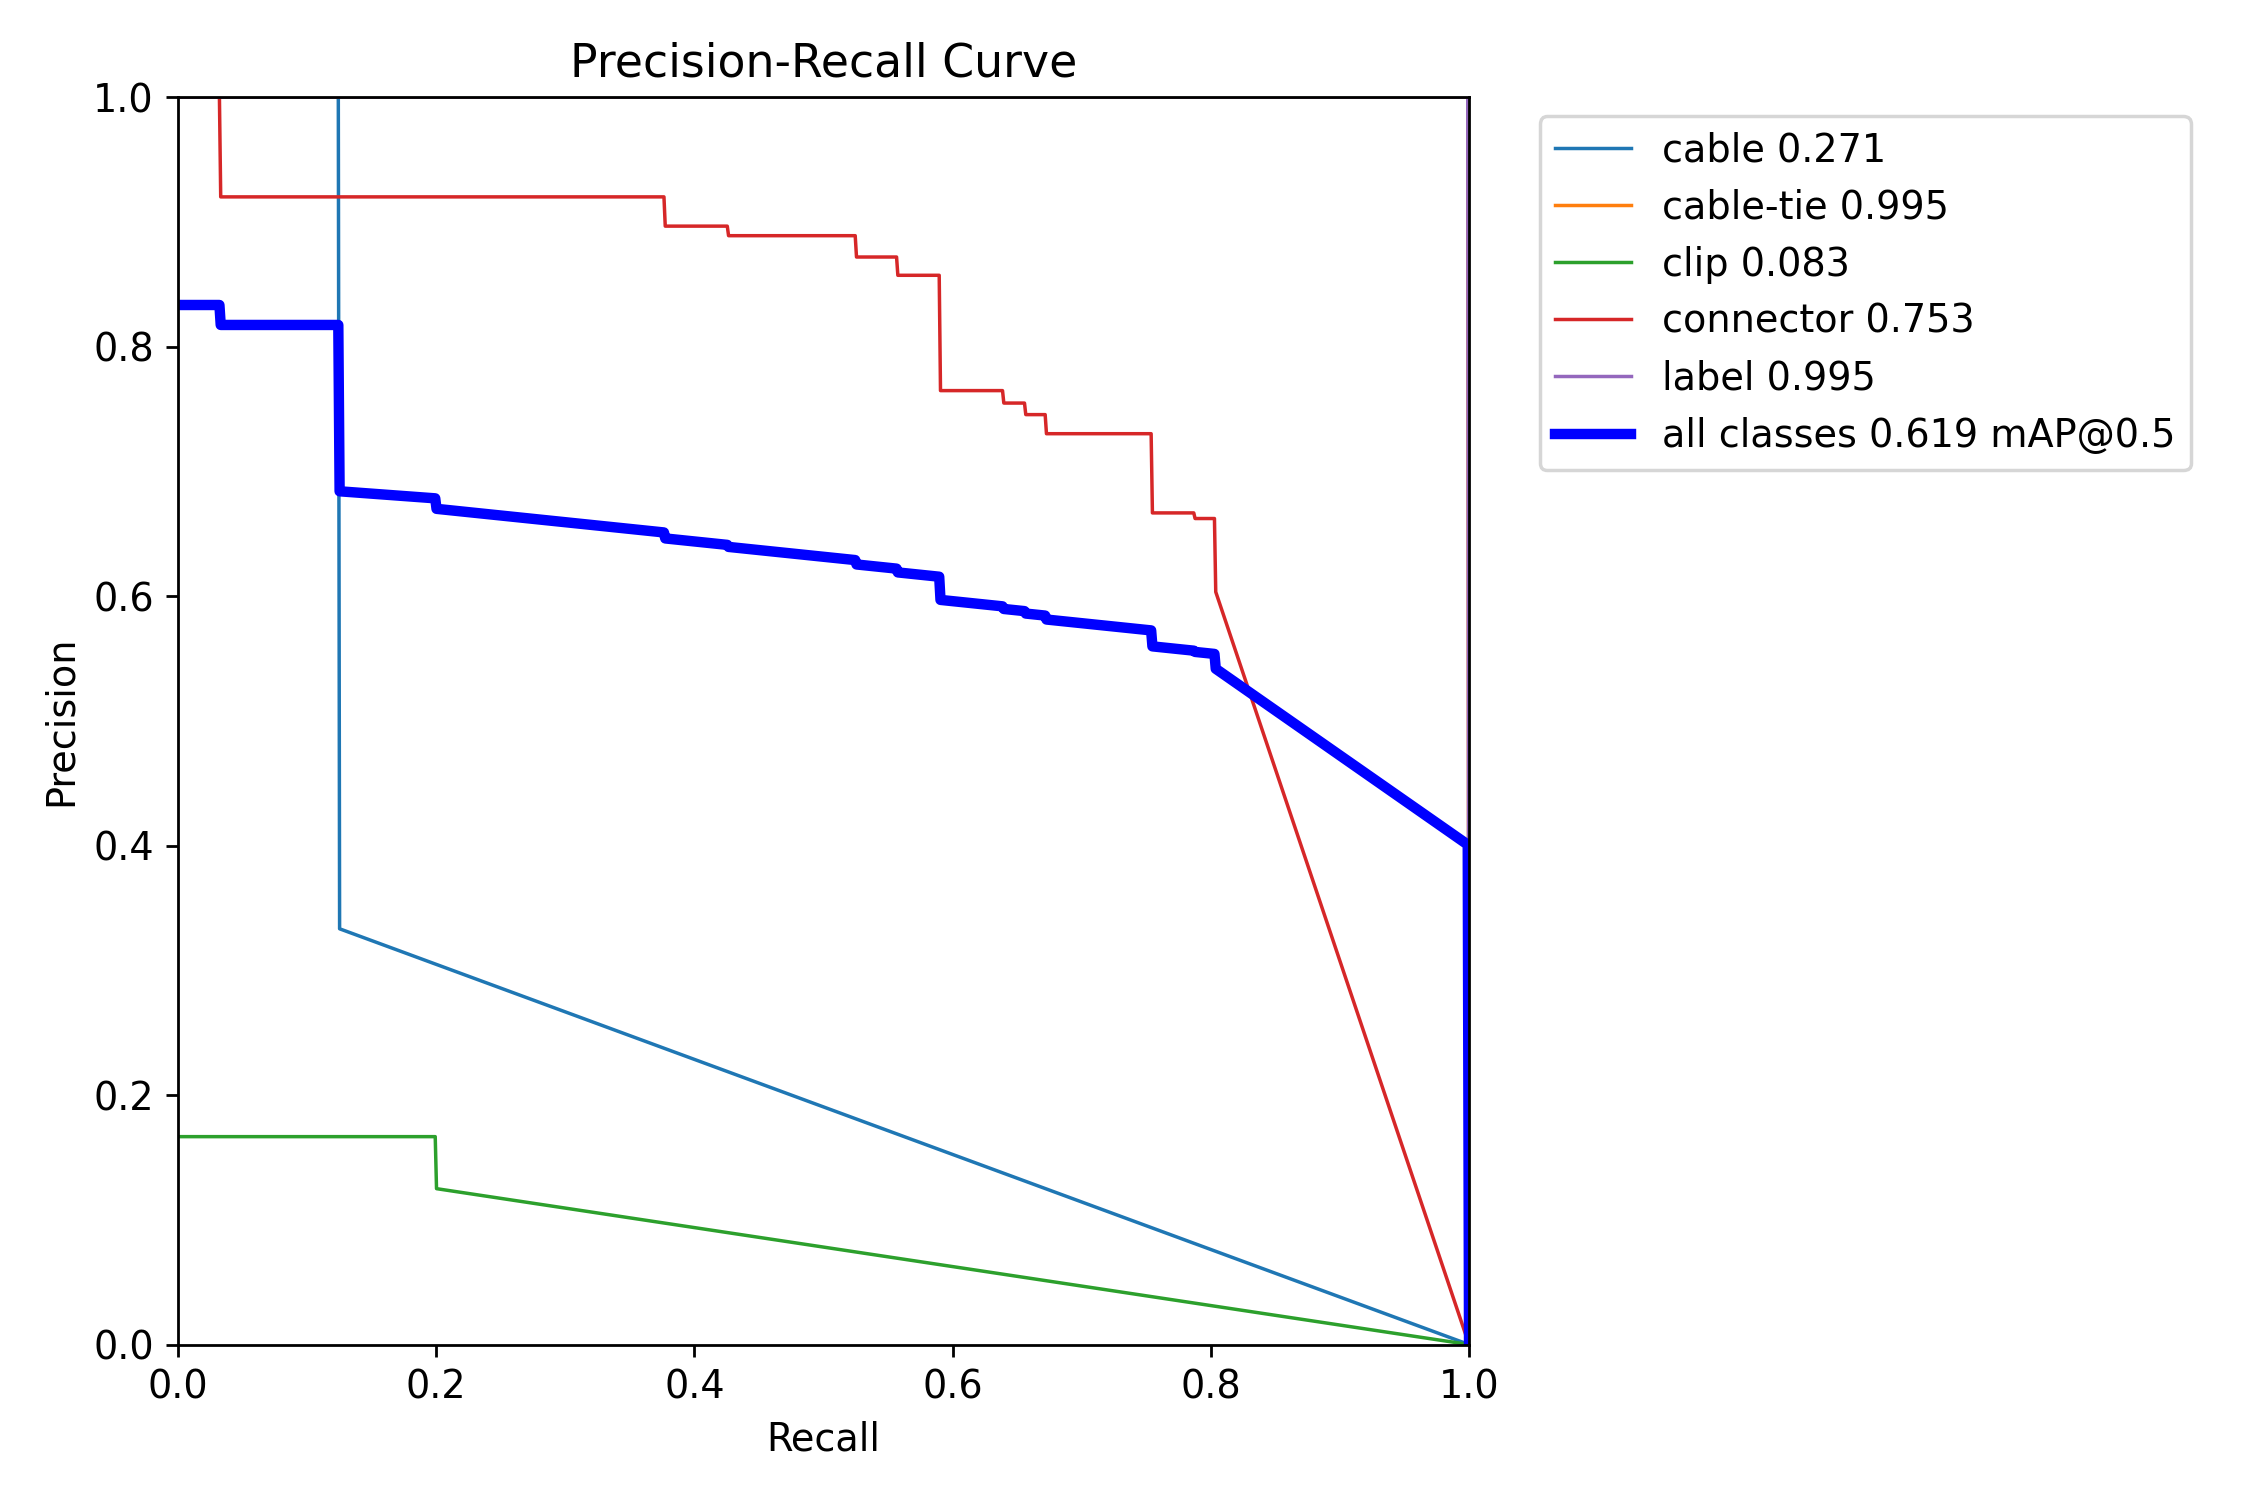 Precision-Recall Curve
1.0
0.8
0.6
0.4
0.2
0.0
Precision
0.0 0.2 0.4 0.6 0.8 1.0
Recall
cable 0.271
cable-tie 0.995
clip 0.083
connector 0.753
label 0.995
all classes 0.619 mAP@0.5